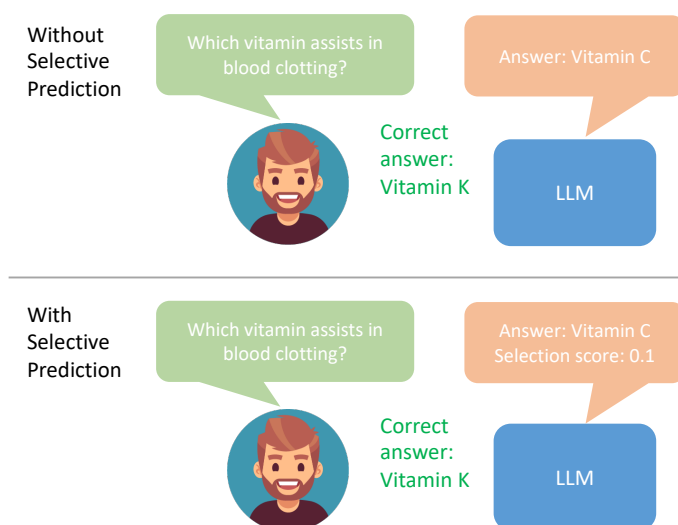 Without
Selective
Prediction
Which vitamin assists in
blood clotting?
Answer: Vitamin C
Correct
answer:
Vitamin K
LLM
With
Selective
Prediction
Which vitamin assists in
blood clotting?
Answer: Vitamin C
Selection score: 0.1
Correct
answer:
Vitamin K
LLM